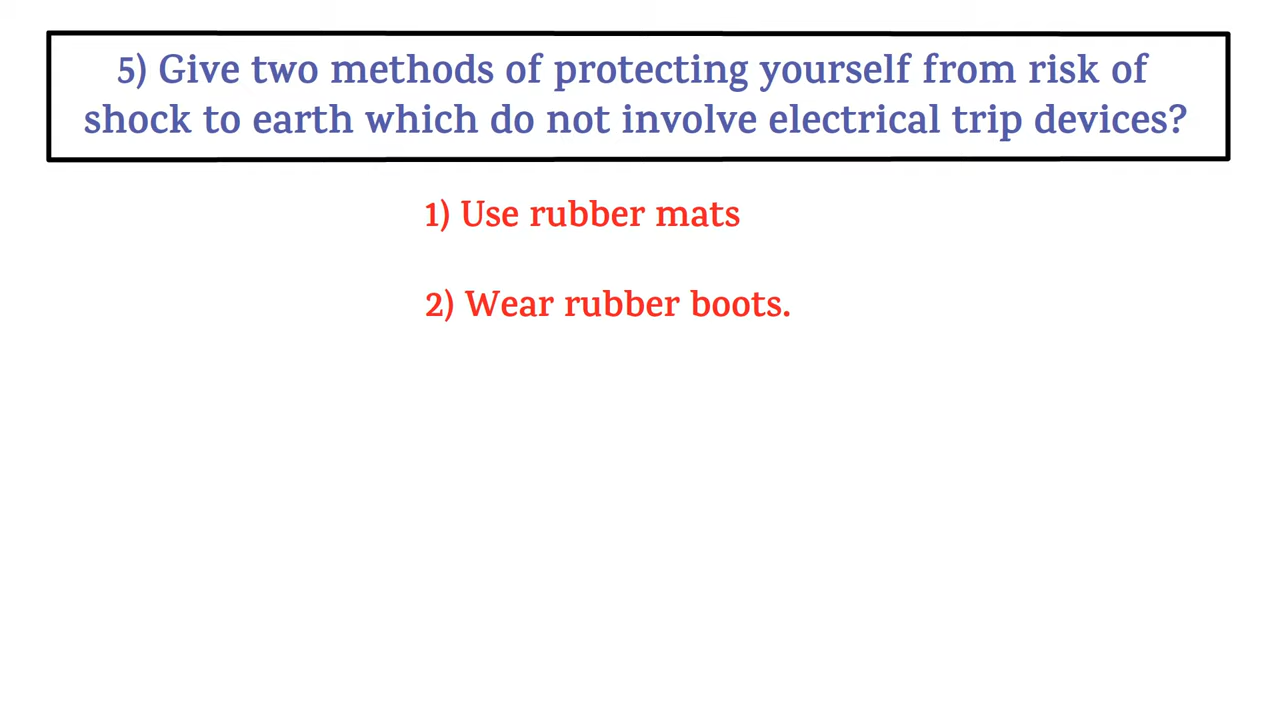 5) Give two methods of protecting yourself from risk of
shock to earth which do not involve electrical trip devices?
1) Use rubber mats
2) Wear rubber boots.